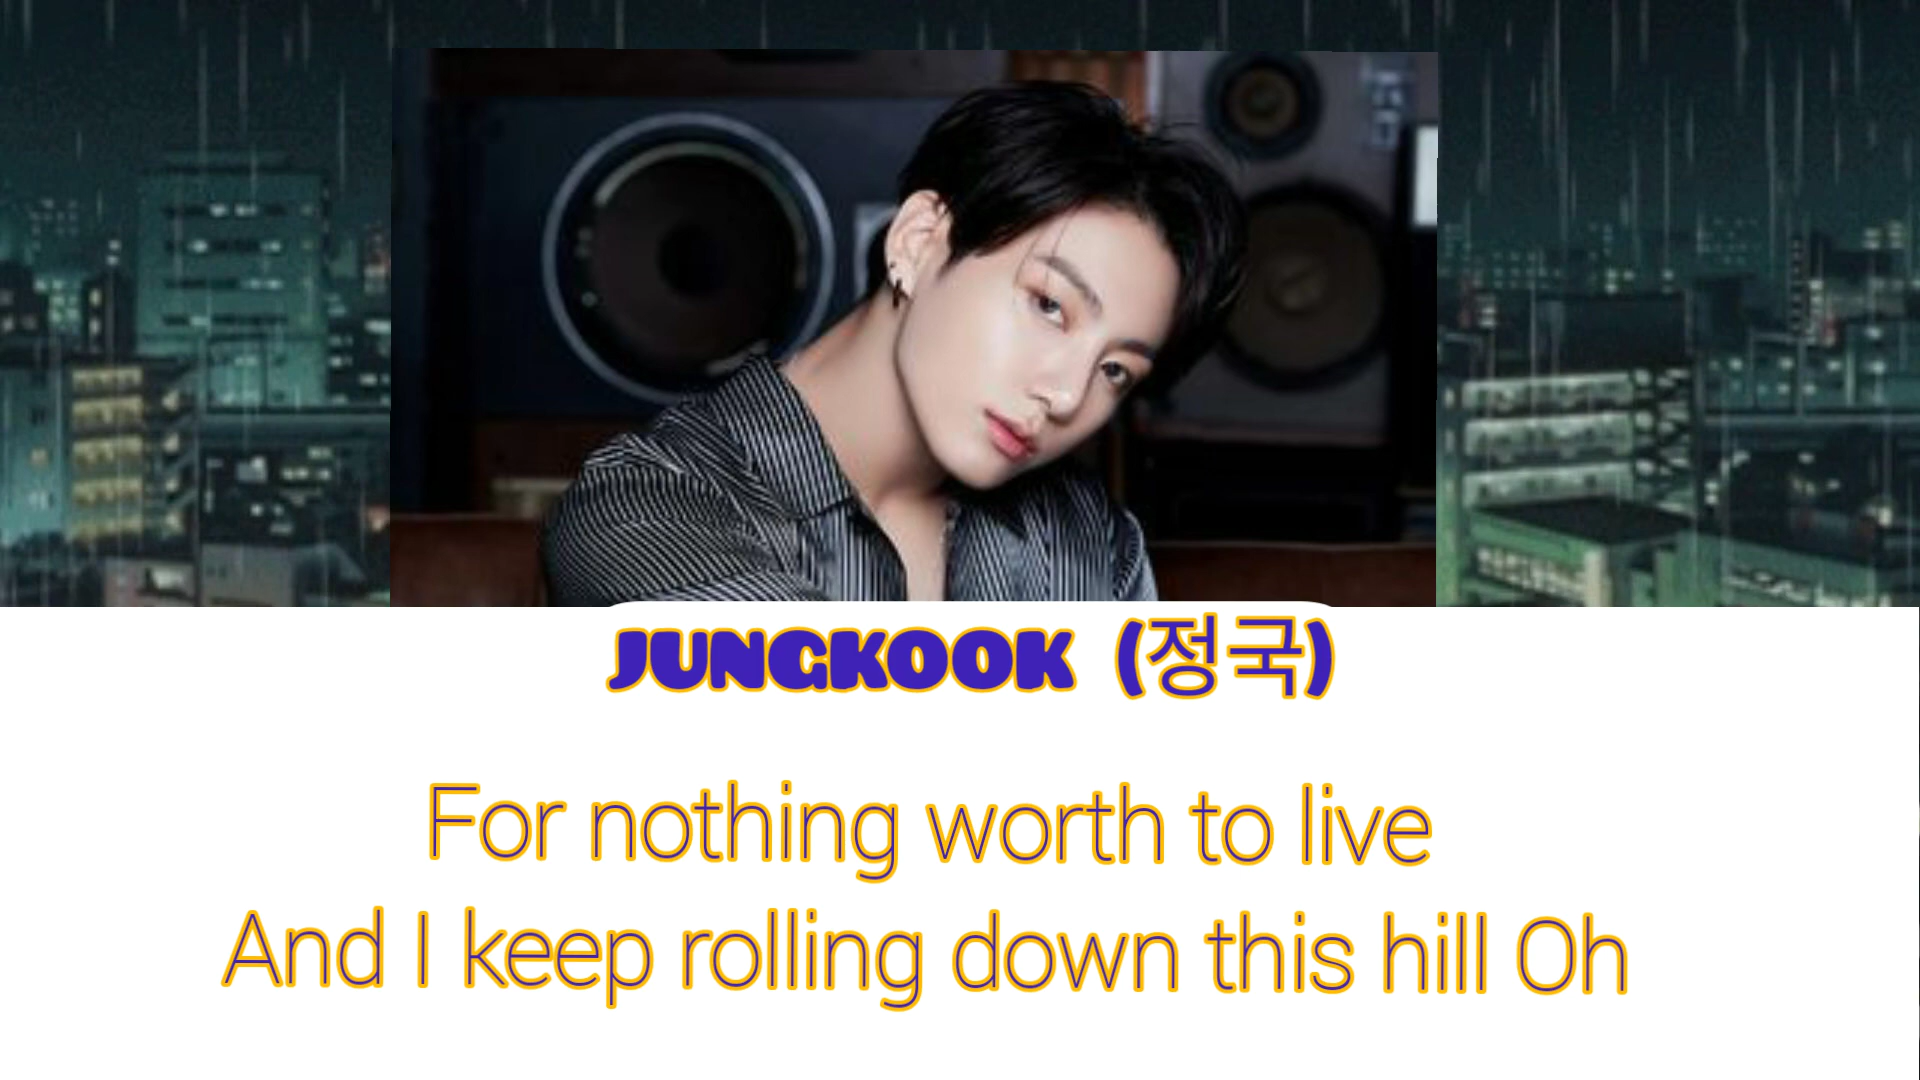 JUNGKOOK (정국)
For nothing worth to live
And I keep rolling down this hill Oh